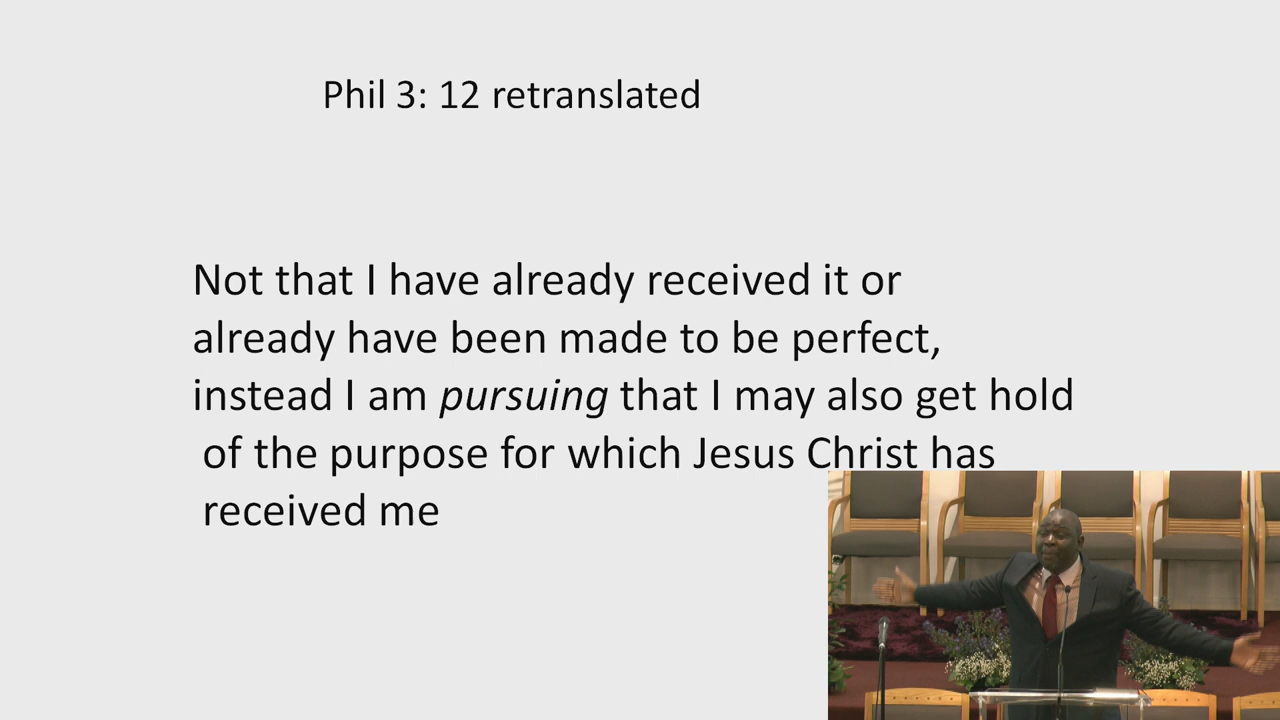 Phil 3: 12 retranslated
Not that I have already received it or
already have been made to be perfect,
instead I am pursuing that I may also get hold
of the purpose for which Jesus Christ has
received me